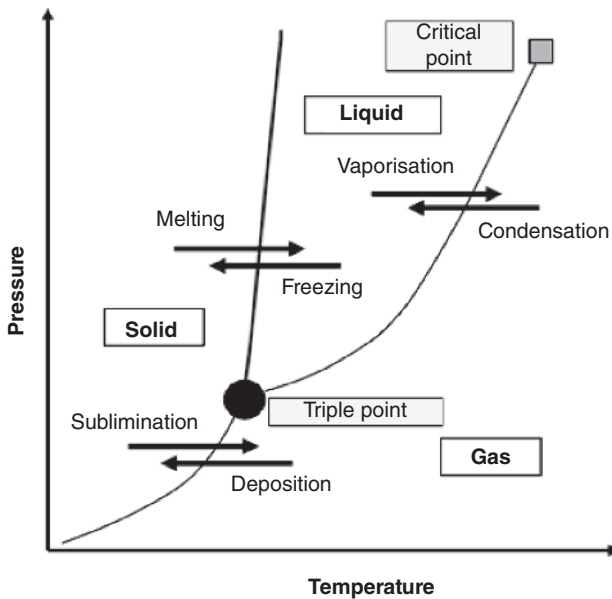 Critical
point
Liquid
Vaporisation
Condensation
Melting
Freezing
Solid
Triple point
Sublimination
Deposition
Gas
Pressure
Temperature